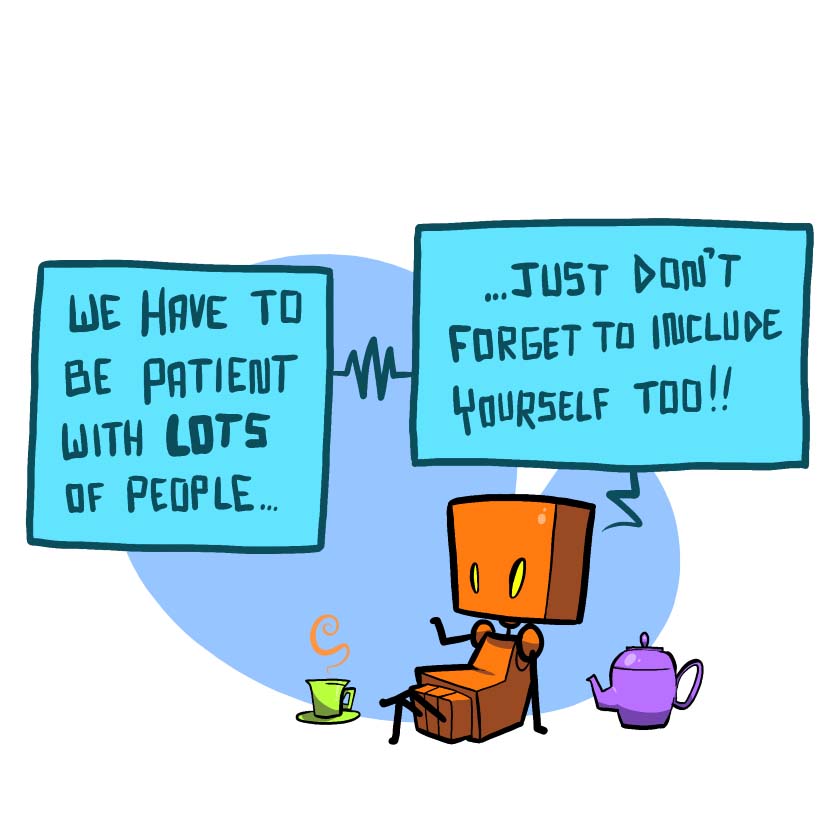 WE HAVE TO
BE PATIENT
WITH LOTS
OF PEOPLE...
...JUST DON'T
FORGET TO INCLUDE
YOURSELF TOO!!